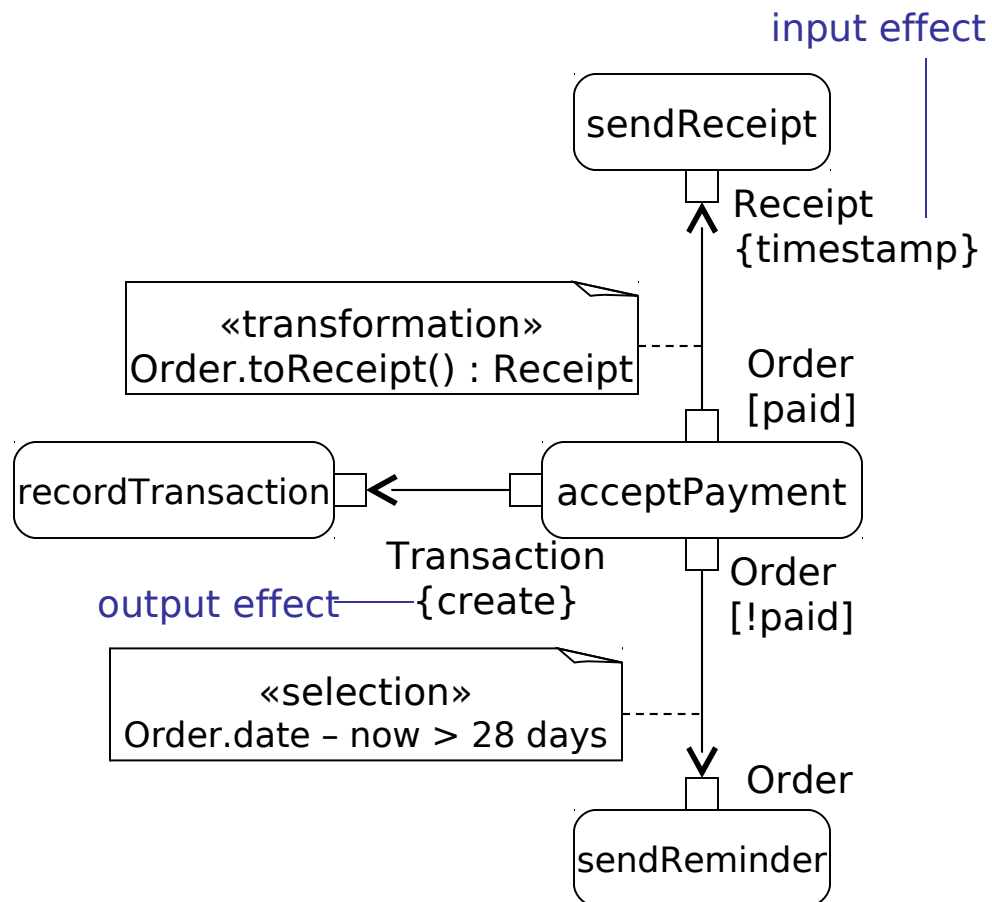 input effect
sendReceipt
Receipt
{timestamp}
«transformation»
Order.toReceipt() : Receipt
Order
[paid]
recordTransaction
acceptPayment
Transaction
{create}
output effect
Order
[!paid]
«selection»
Order.date – now > 28 days
Order
sendReminder